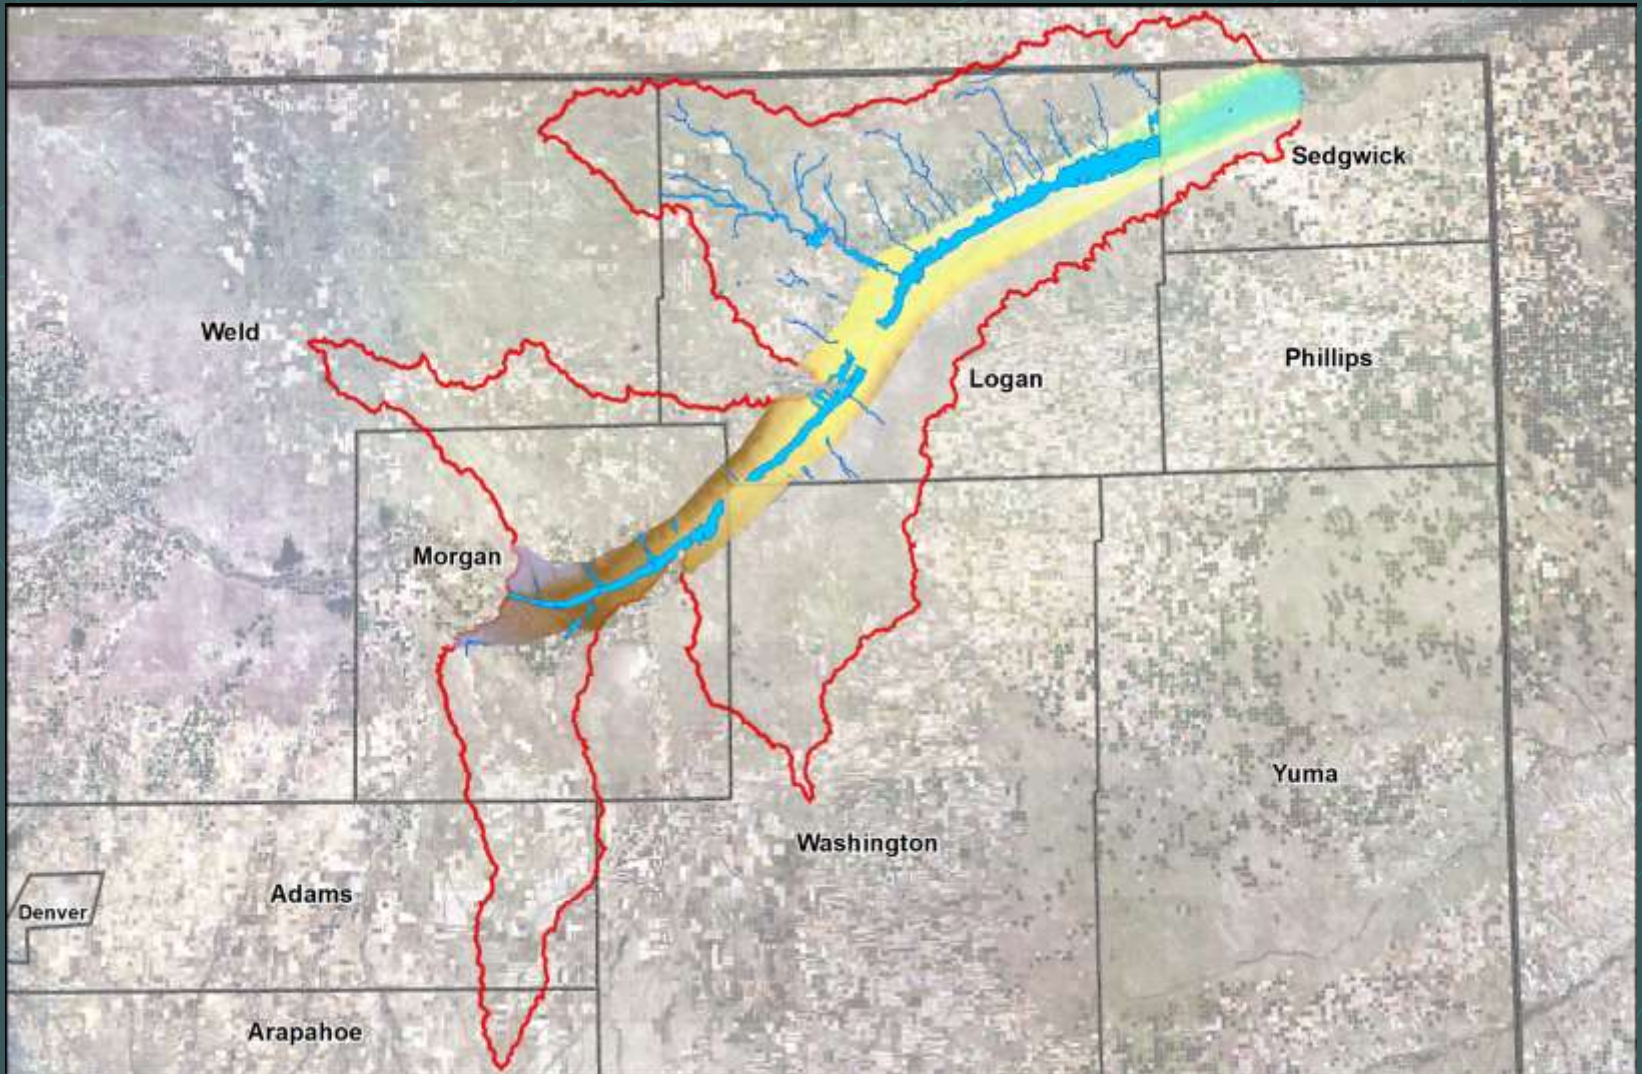 Sedgwick
Weld
Phillips
Logan
Morgan
Yuma
Washington
Adams
Denver
Arapahoe